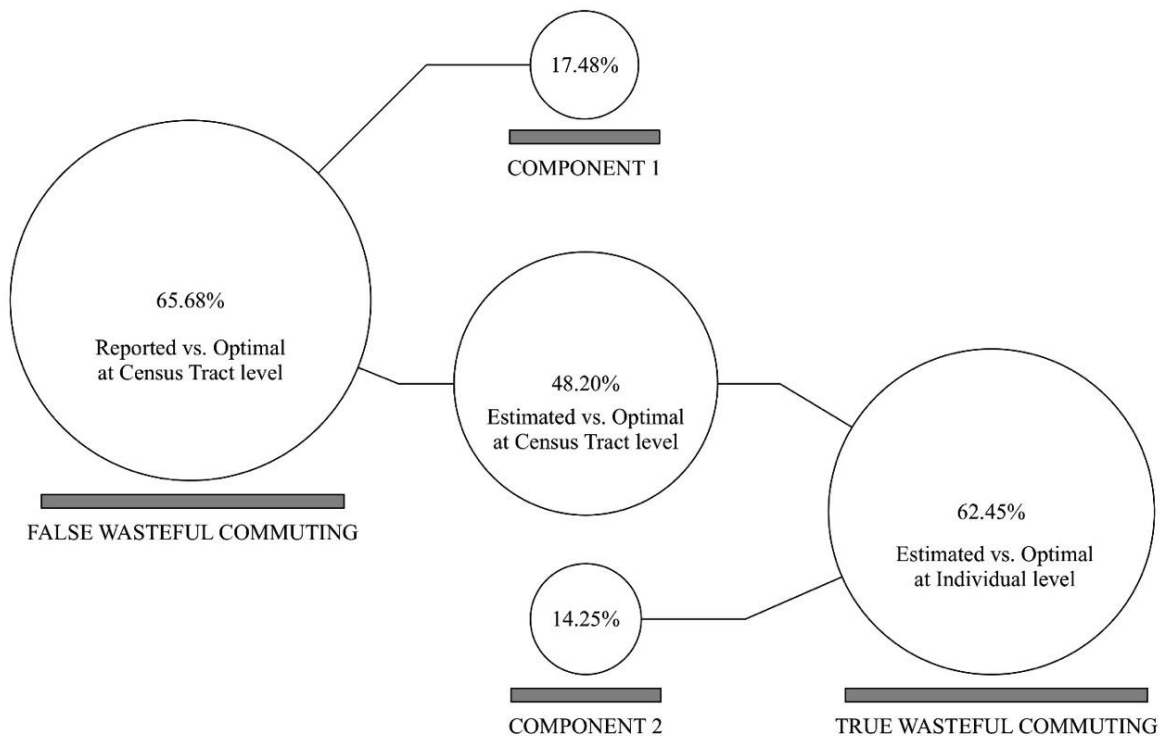 17.48%
COMPONENT 1
65.68%
Reported vs. Optimal
at Census Tract level
FALSE WASTEFUL COMMUTING
48.20%
Estimated vs. Optimal
at Census Tract level
62.45%
Estimated vs. Optimal
at Individual level
TRUE WASTEFUL COMMUTING
14.25%
COMPONENT 2